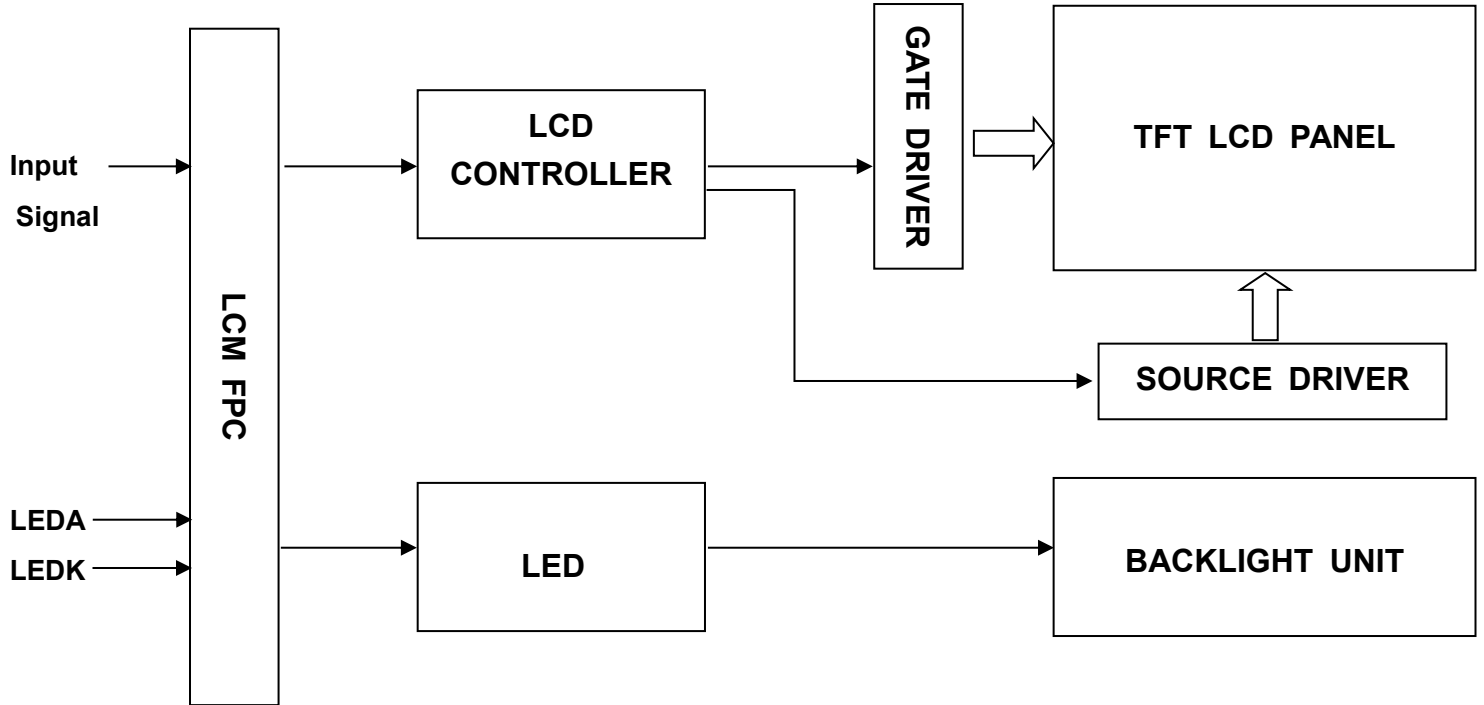 Input
Signal
LEDA
LEDK
LCM FPC
LCD
CONTROLLER
LED
GATE DRIVER
TFT LCD PANEL
SOURCE DRIVER
BACKLIGHT UNIT